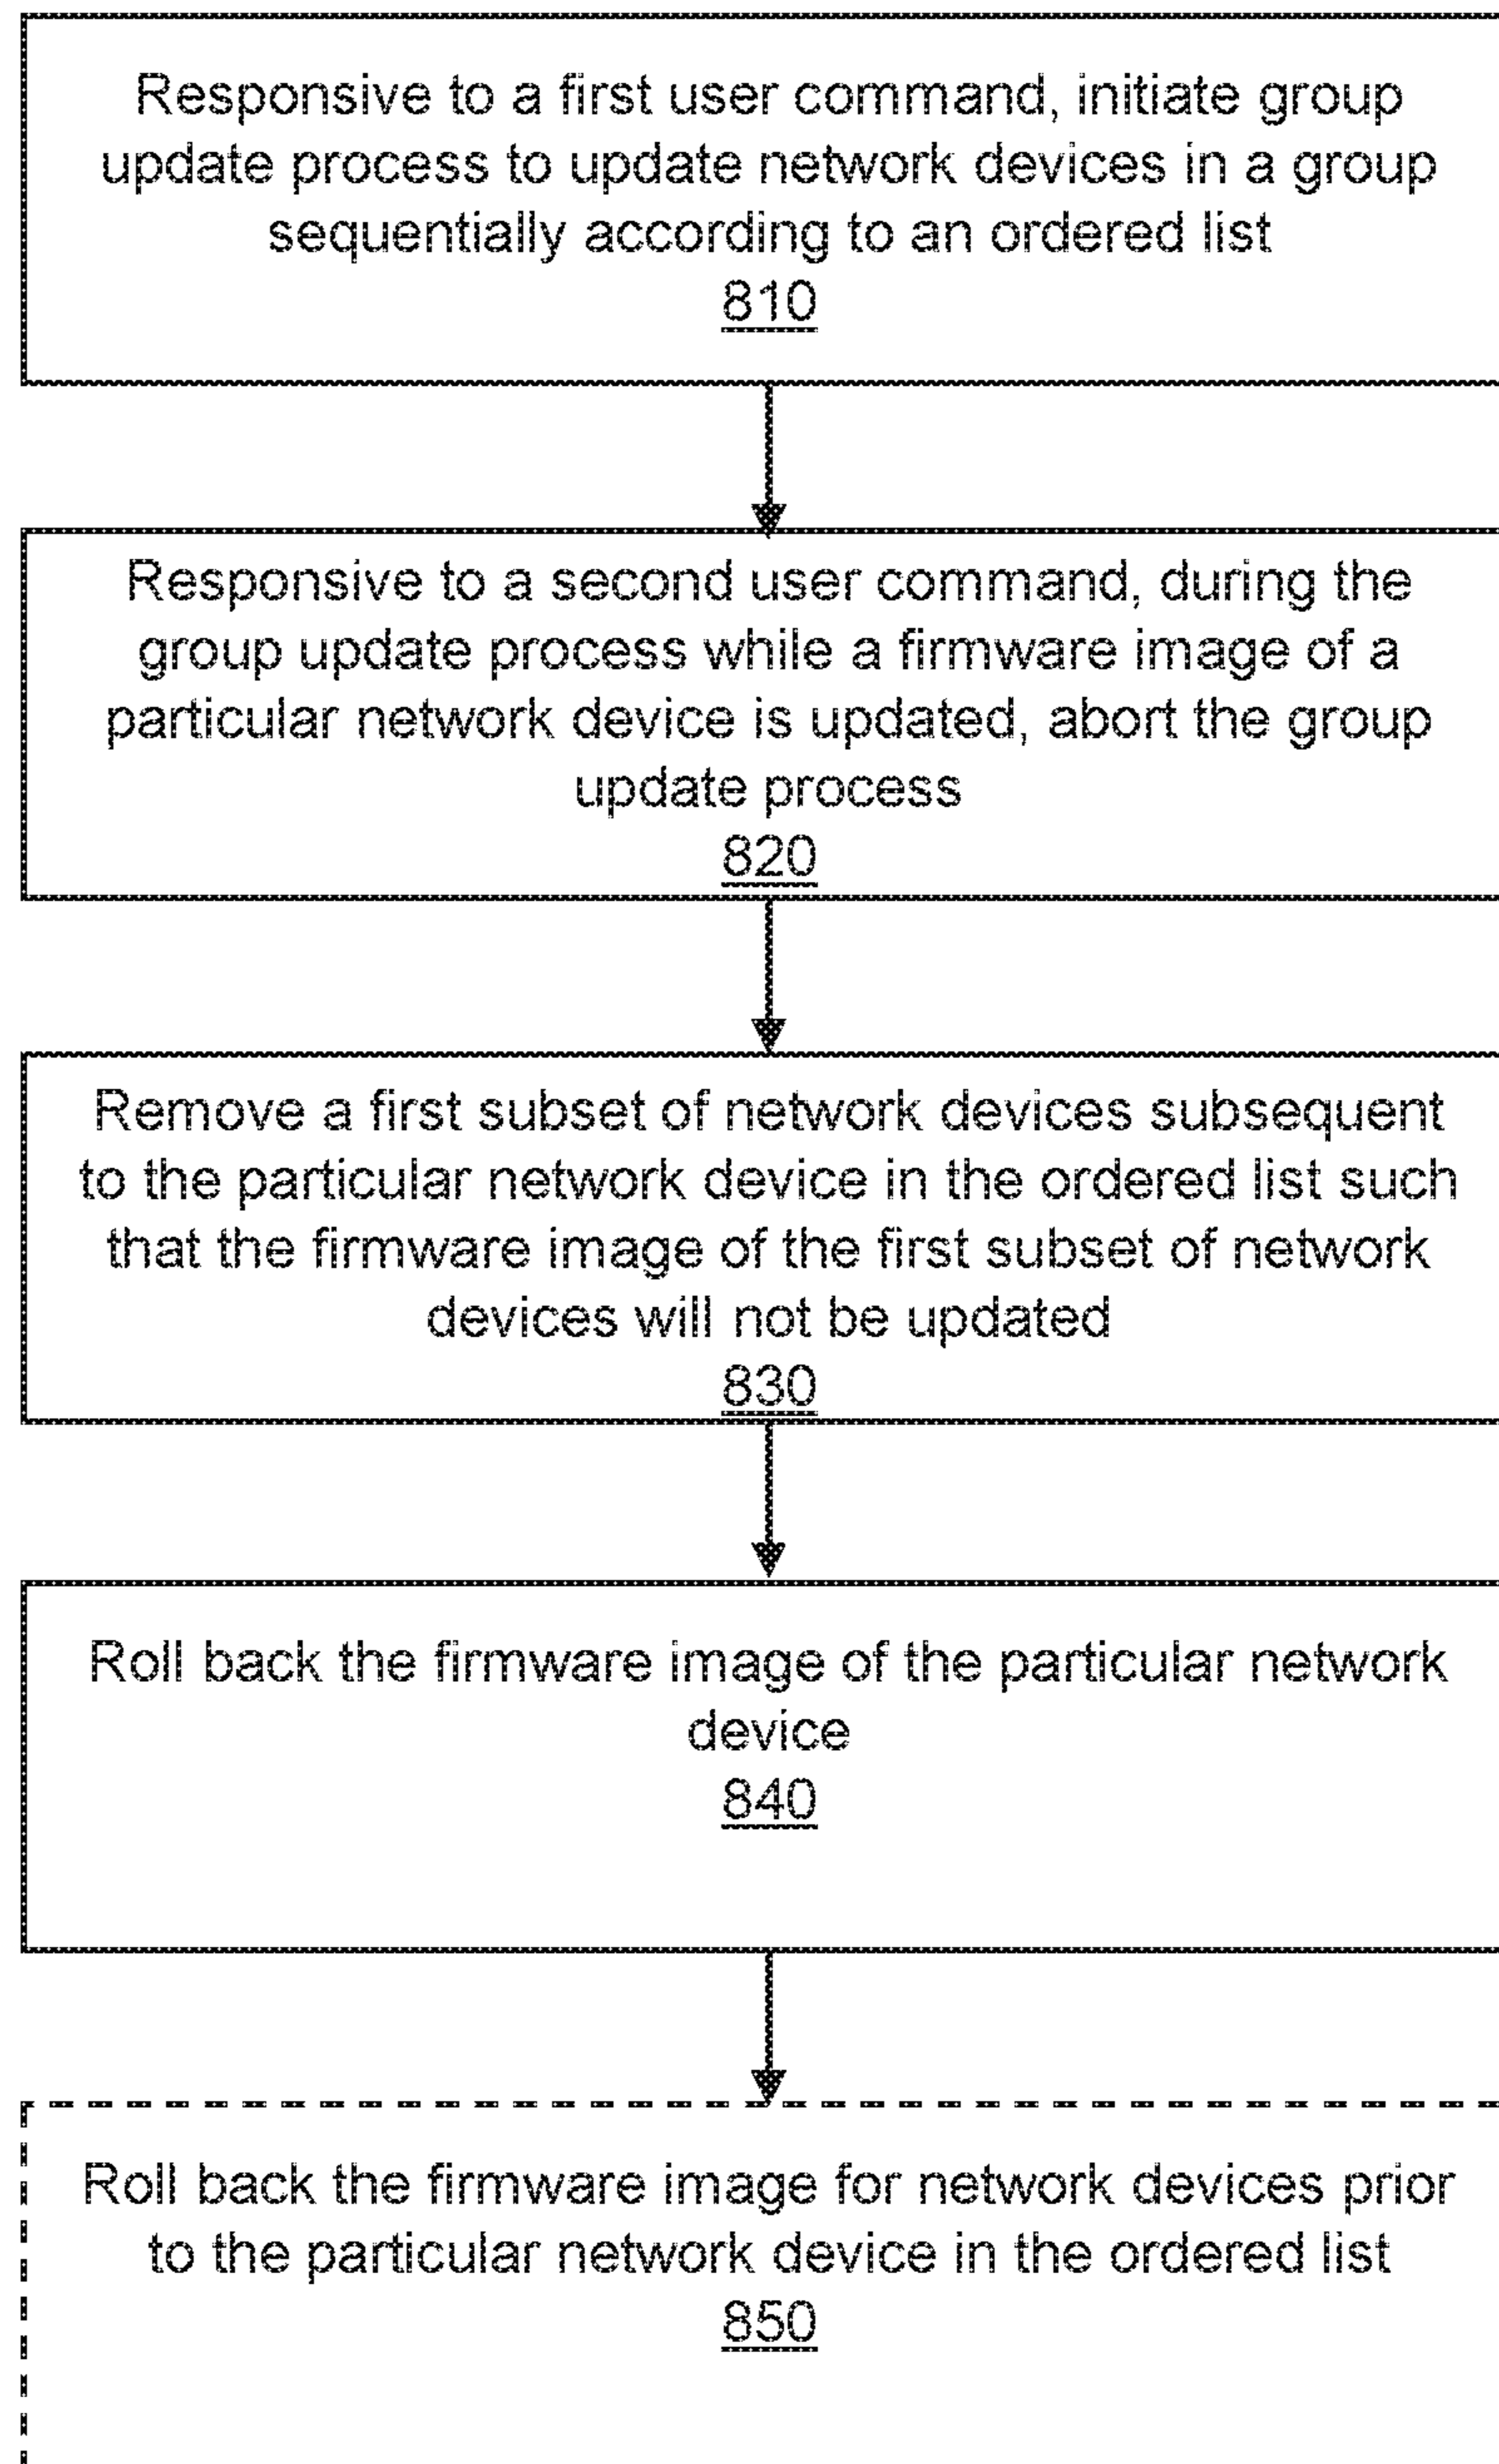 Responsive to a first user command, initiate group
update process to update network devices in a group
sequentially according to an ordered list
810
Responsive to a second user command, during the
group update process while a firmware image of a
particular network device is updated, abort the group
update process
820
Remove a first subset of network devices subsequent
to the particular network device in the ordered list such
that the firmware image of the first subset of network
devices will not be updated
830
Roll back the firmware image of the particular network
device
840
Roll back the firmware image for network devices prior
to the particular network device in the ordered list
850